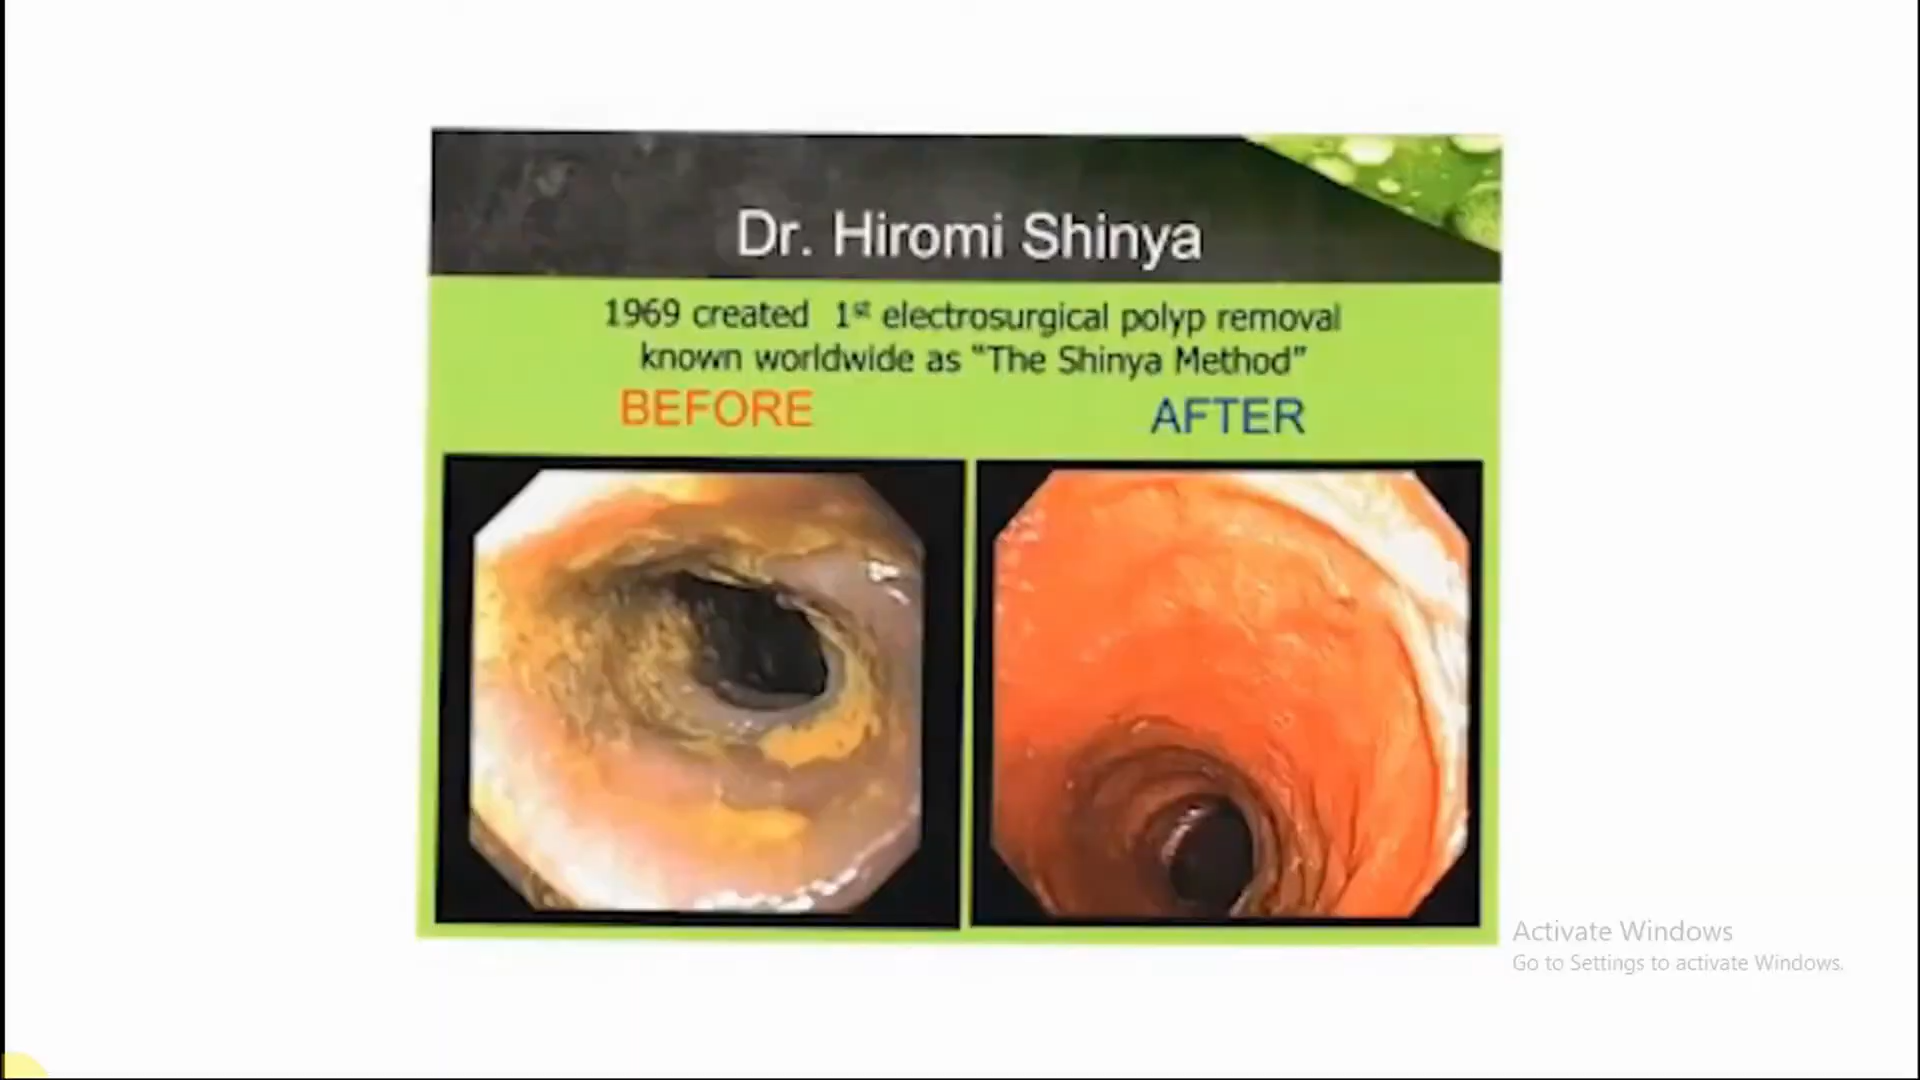 Dr. Hiromi Shinya
1969 created 1st electrosurgical polyp removal
known worldwide as "The Shinya Method"
BEFORE AFTER
Activate Windows
Go to Settings to activate Windows.